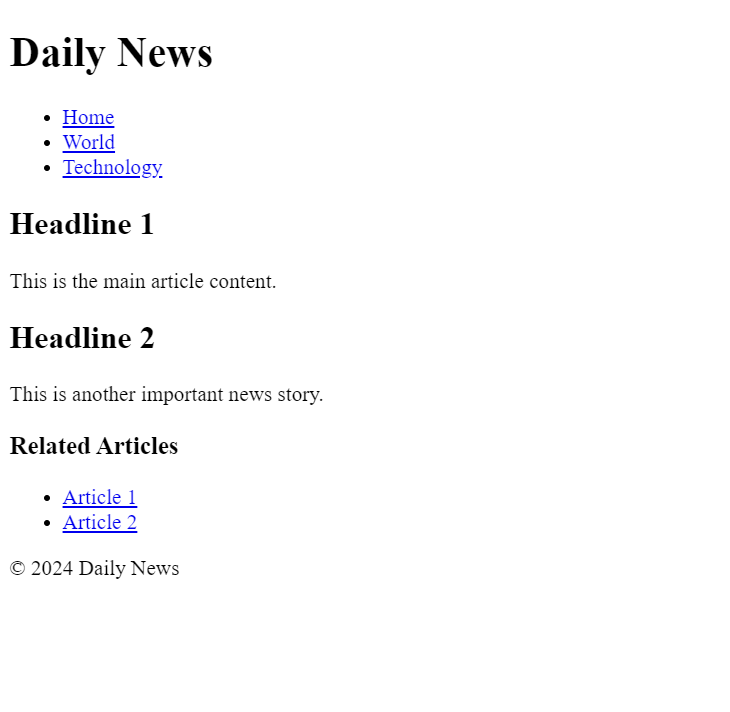 Daily News
Home
World
Technology
Headline 1
This is the main article content.
Headline 2
This is another important news story.
Related Articles
Article 1
Article 2
© 2024 Daily News